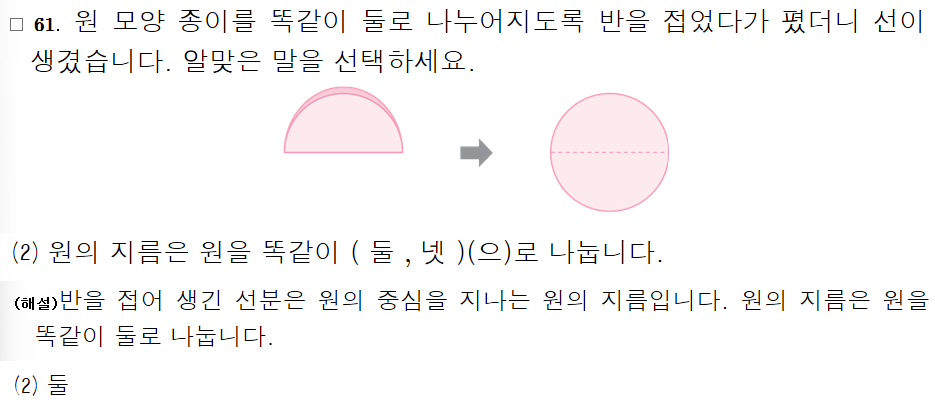 □ 61. 원 모양 종이를 똑같이 둘로 나누어지도록 반을 접었다가 폈더니 선이
생겼습니다. 알맞은 말을 선택하세요.
(2) 원의 지름은 원을 똑같이 ( 둘 , 넷 )(으)로 나눕니다.
(해설)반을 접어 생긴 선분은 원의 중심을 지나는 원의 지름입니다. 원의 지름은 원을
똑같이 둘로 나눕니다.
(2) 둘